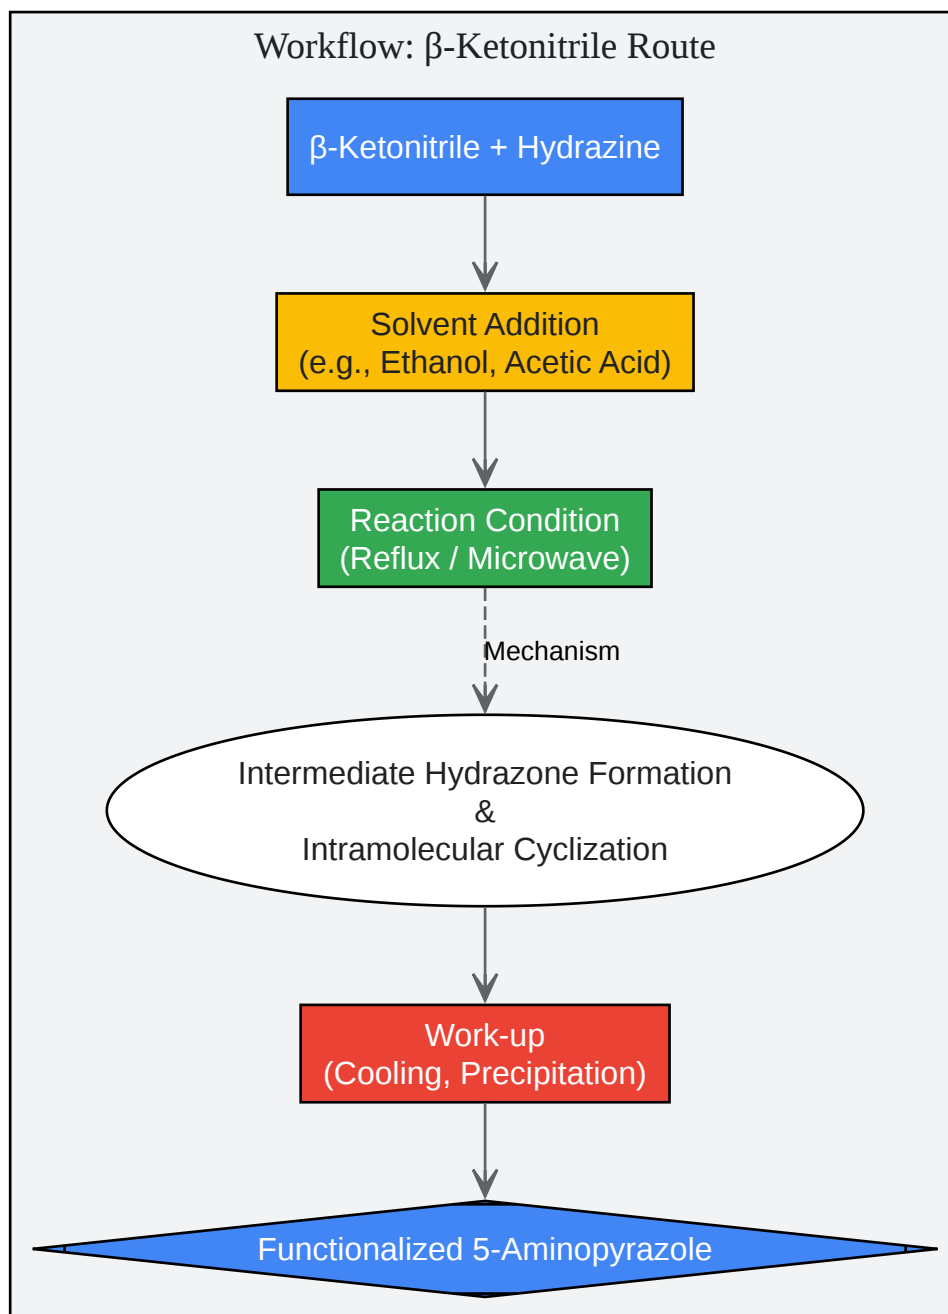 Workflow: β-Ketonitrile Route
β-Ketonitrile + Hydrazine
Solvent Addition
(e.g., Ethanol, Acetic Acid)
Reaction Condition
(Reflux / Microwave)
Mechanism
Intermediate Hydrazone Formation
&
Intramolecular Cyclization
Work-up
(Cooling, Precipitation)
Functionalized 5-Aminopyrazole